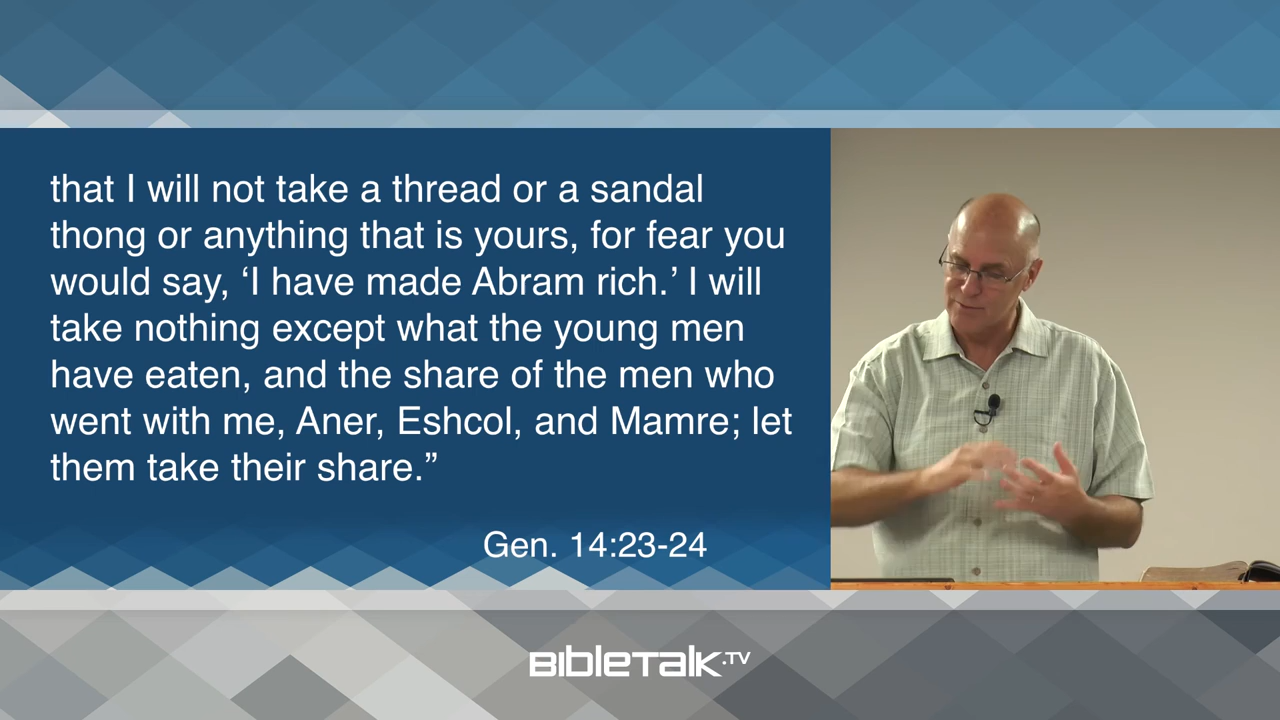 that I will not take a thread or a sandal
thong or anything that is yours, for fear you
would say, ‘I have made Abram rich.’ I will
take nothing except what the young men
have eaten, and the share of the men who
went with me, Aner, Eshcol, and Mamre; let
them take their share.”
Gen. 14:23-24
BIBLETALK.TV